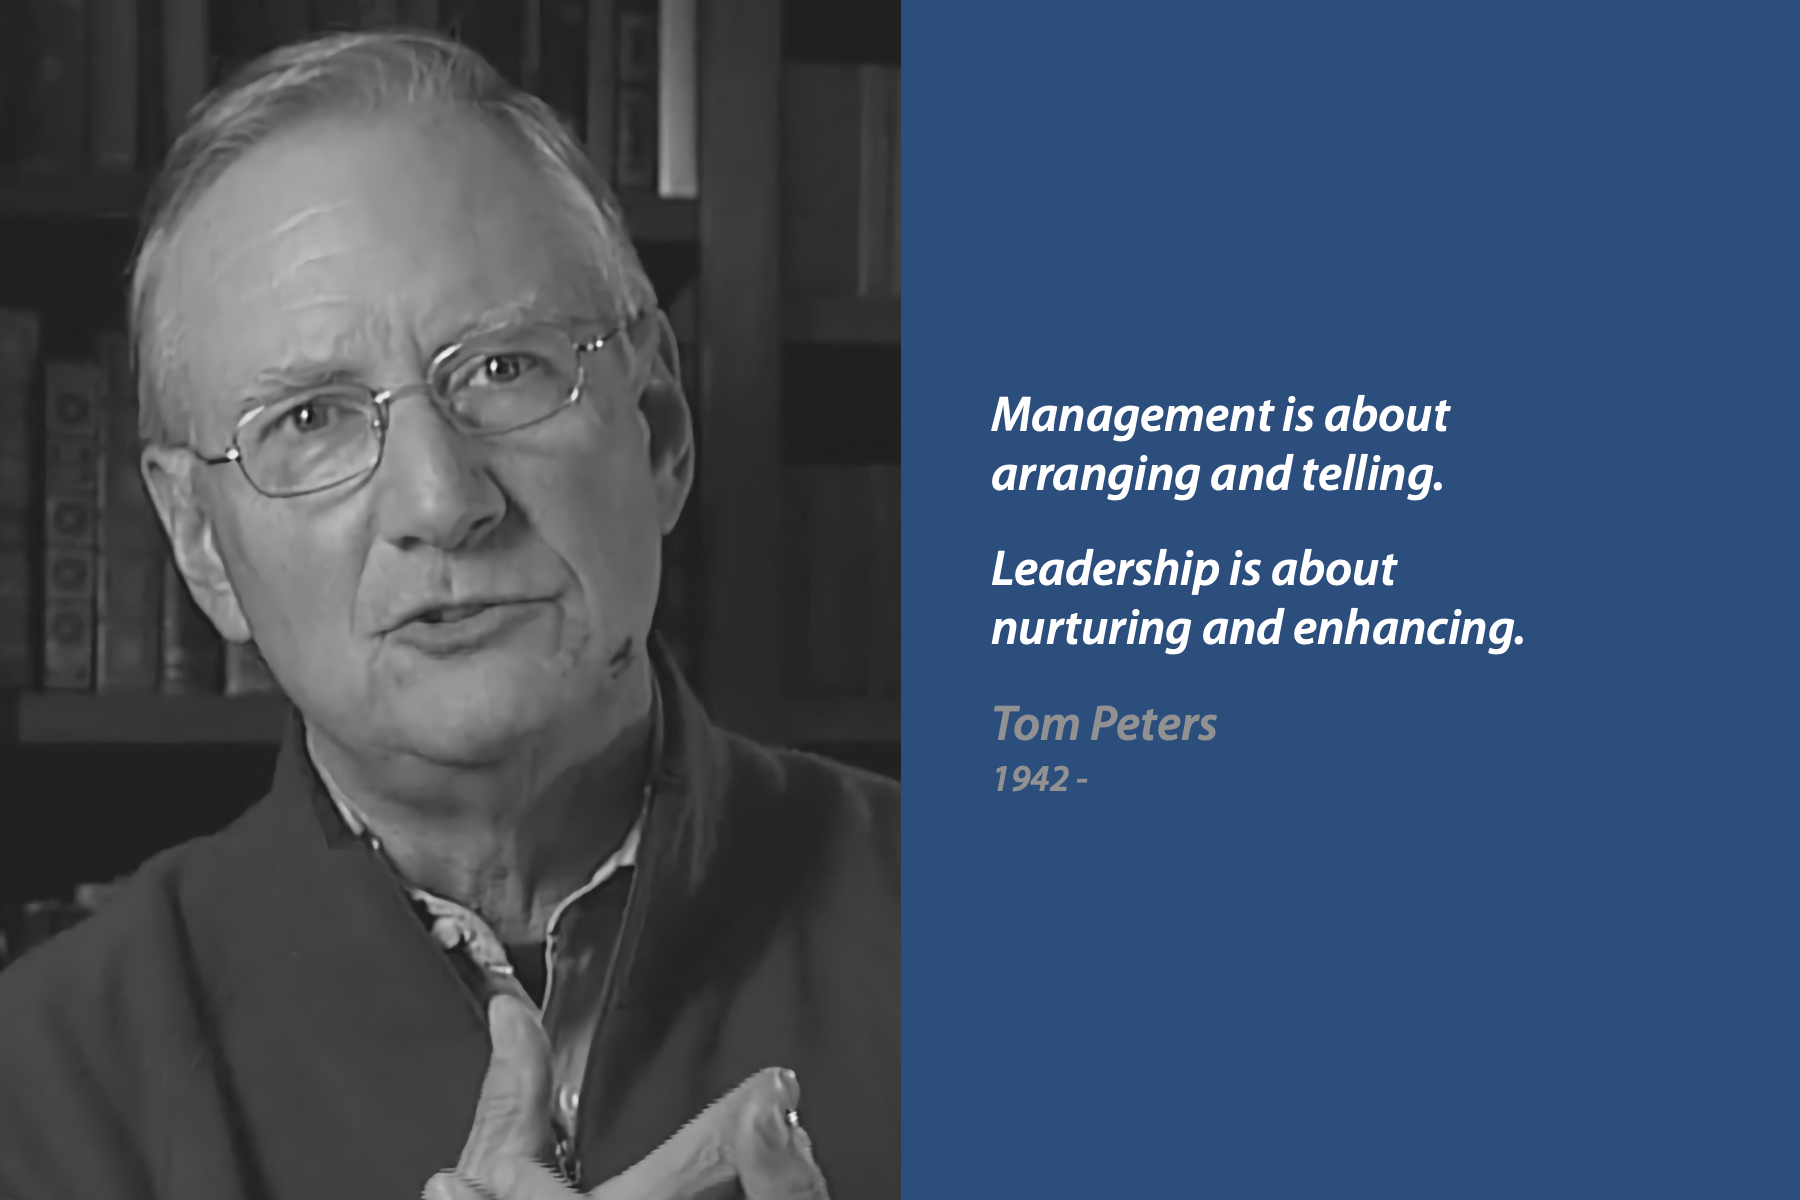 Management is about
arranging and telling.
Leadership is about
nurturing and enhancing.
Tom Peters
1942 -